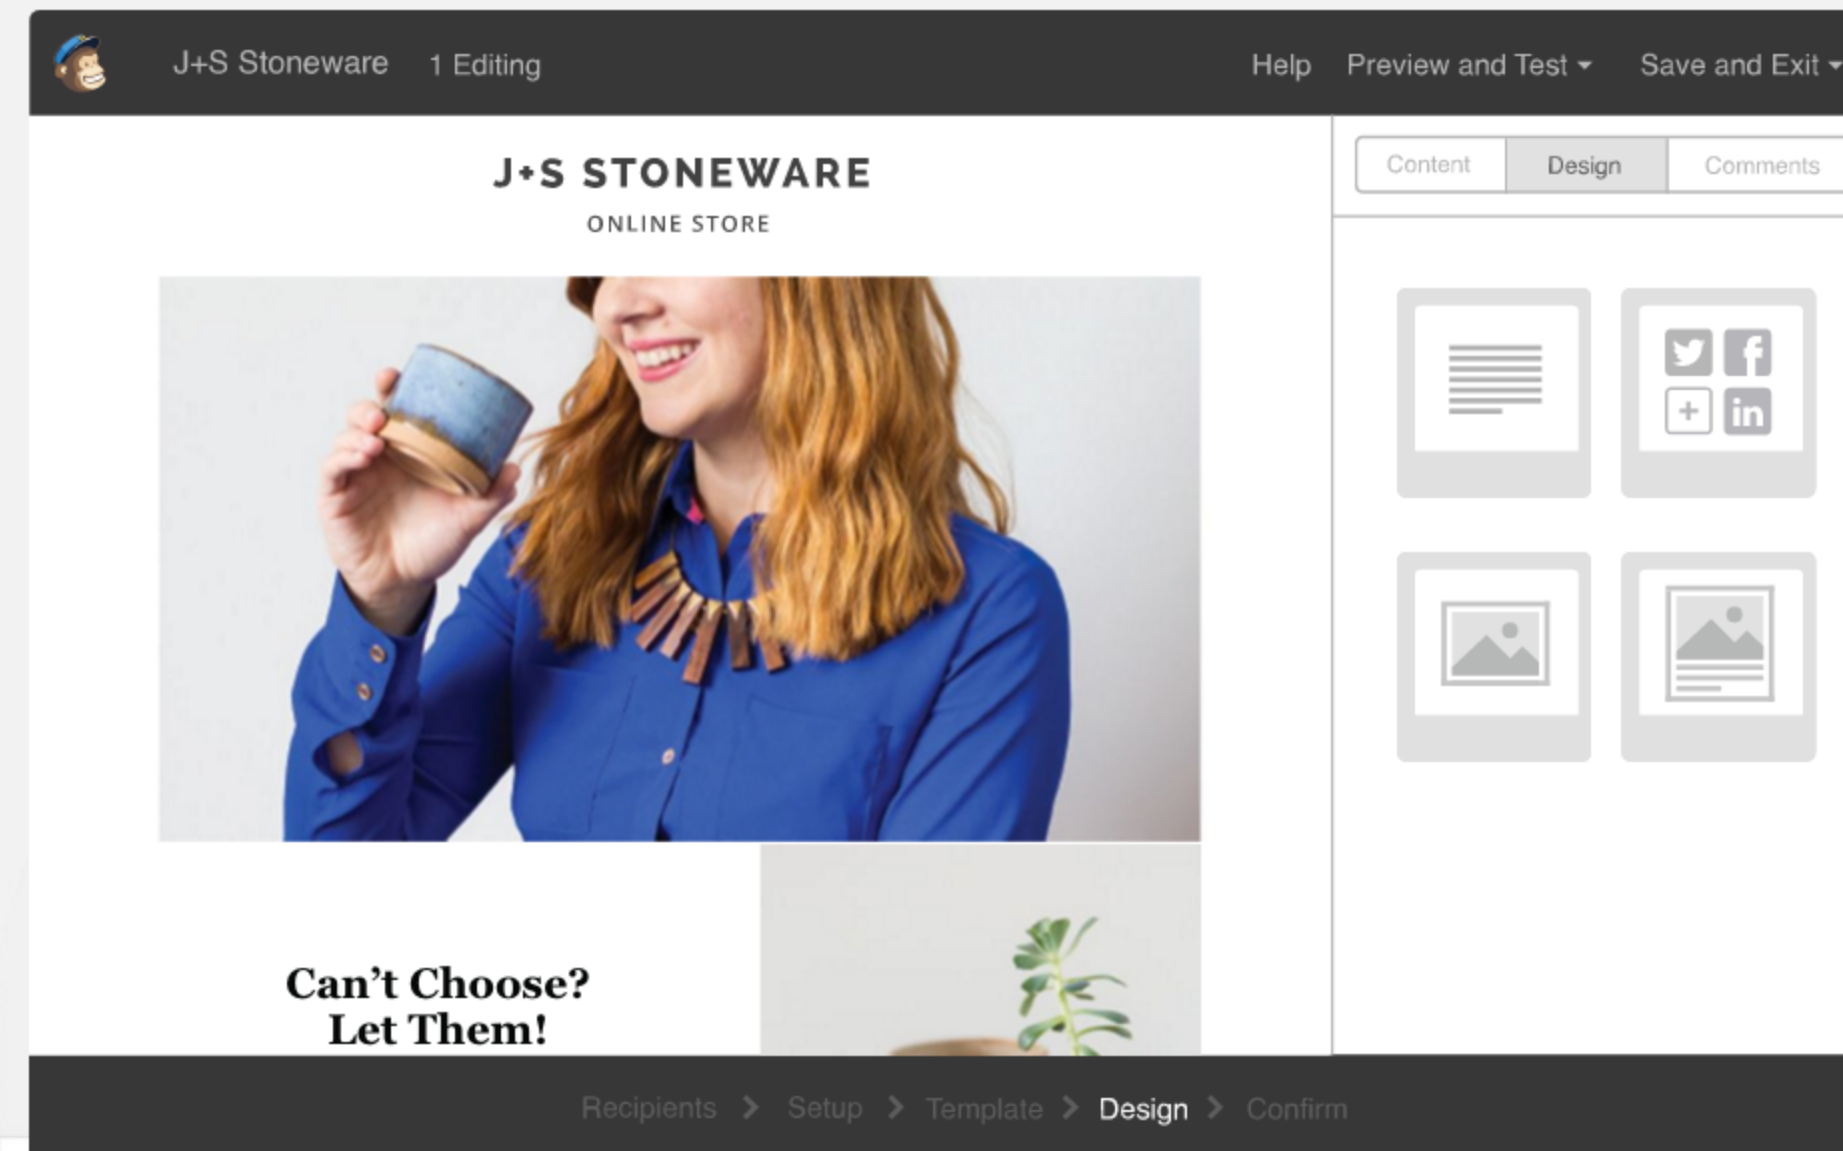 J+S Stoneware 1 Editing Help Preview and Test Save and Exit
Content Design Comments
J+S STONEWARE
ONLINE STORE
in
Can’t Choose?
Let Them!
Recipients Setup Template Design Confirm